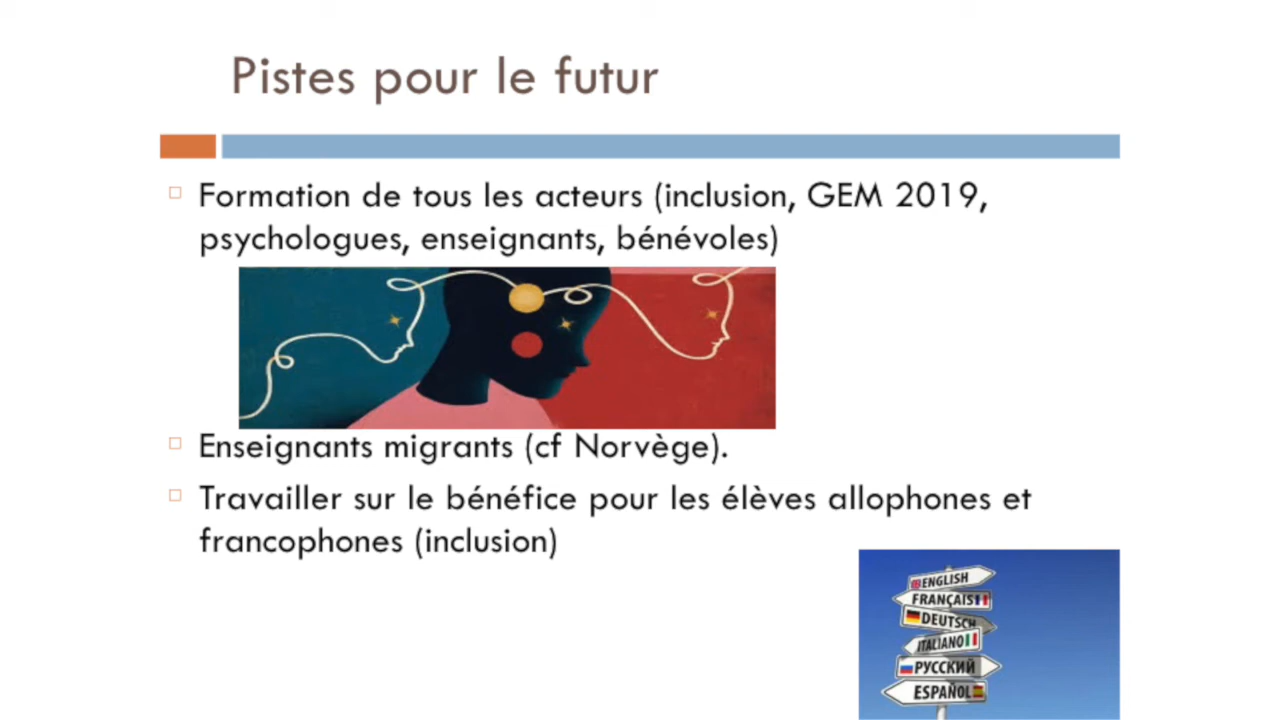 Pistes pour le futur
Formation de tous les acteurs (inclusion, GEM 2019,
psychologues, enseignants, bénévoles)
Enseignants migrants (cf Norvège).
Travailler sur le bénéfice pour les élèves allophones et
francophones (inclusion)
ENGLISH
FRANÇAIS
DEUTSCH
ITALIANO
РУССКИЙ
ESPAÑOL